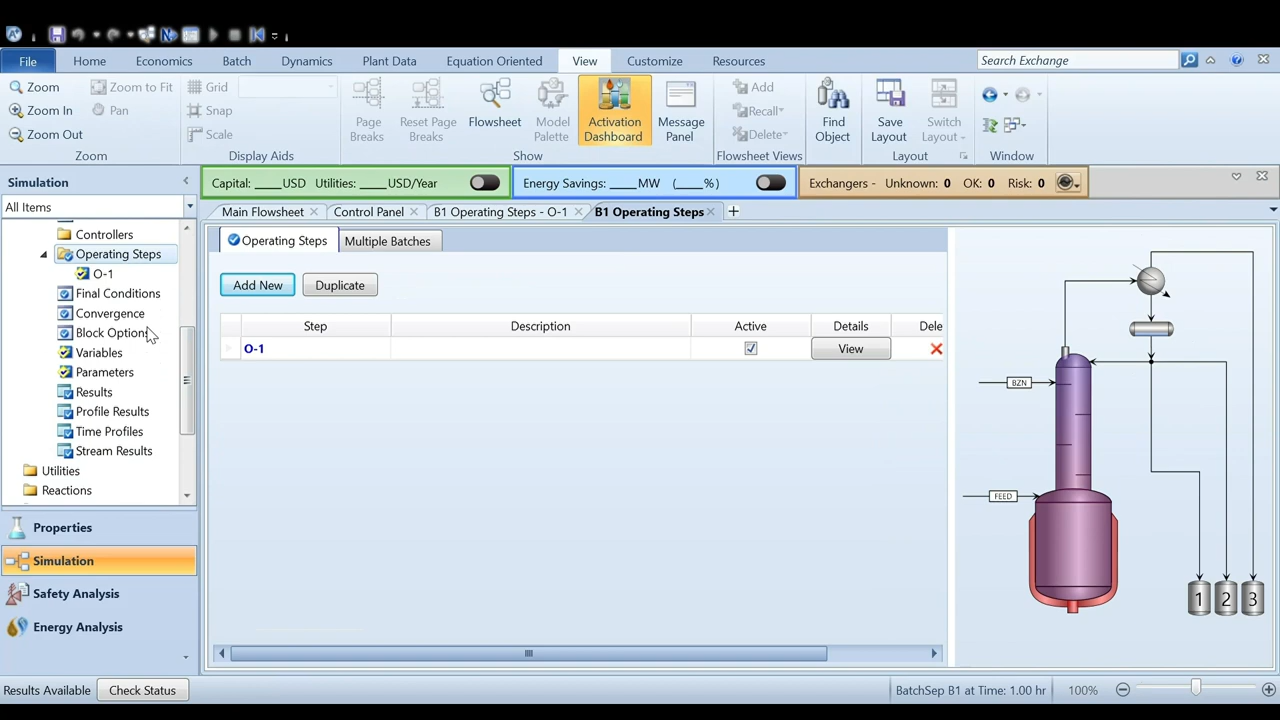 File Home Economics Batch Dynamics Plant Data Equation Oriented View Customize Resources Search Exchange
Zoom Zoom to Fit Grid
Zoom In Pan Snap
Zoom Out Scale
Page Breaks
Reset Page Breaks
Flowsheet
Model Palette
Activation Dashboard
Message Panel
Add
Recall
Delete
Find Object
Save Layout
Switch Layout
Zoom Display Aids Show Flowsheet Views Layout Window
Simulation
Capital: ____USD Utilities: ____USD/Year
Energy Savings: ____MW (____%)
Exchangers - Unknown: 0 OK: 0 Risk: 0
All Items
Main Flowsheet Control Panel B1 Operating Steps - O-1 B1 Operating Steps
Controllers
Operating Steps
O-1
Final Conditions
Convergence
Block Options
Variables
Parameters
Results
Profile Results
Time Profiles
Stream Results
Utilities
Reactions
Properties
Simulation
Safety Analysis
Energy Analysis
Operating Steps Multiple Batches
Add New Duplicate
Step Description Active Details Dele
O-1 View
BZN
FEED
1 2 3
Results Available Check Status BatchSep B1 at Time: 1.00 hr 100%